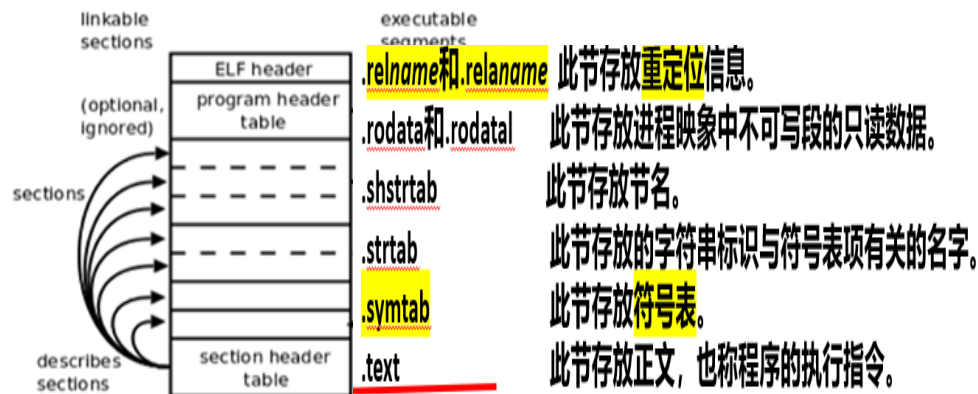 linkable
sections
executable
segments
ELF header
(optional,
ignored)
program header
table
sections
describes
sections
section header
table
.relname和.relaname 此节存放重定位信息。
.rodata和.rodatal 此节存放进程映象中不可写段的只读数据。
.shstrtab 此节存放节名。
.strtab 此节存放的字符串标识与符号表项有关的名字。
.symtab 此节存放符号表。
.text 此节存放正文，也称程序的执行指令。